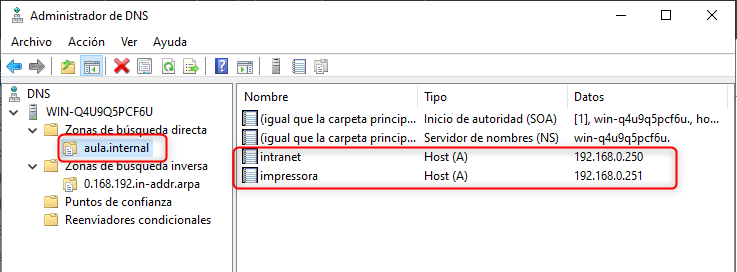 Administrador de DNS
Archivo Acción Ver Ayuda
DNS
WIN-Q4U9Q5PCF6U
Zonas de búsqueda directa
aula.internal
Zonas de búsqueda inversa
0.168.192.in-addr.arpa
Puntos de confianza
Reenviadores condicionales
Nombre Tipo Datos
(igual que la carpeta princip... Inicio de autoridad (SOA) [1], win-q4u9q5pcf6u., ho...
(igual que la carpeta princip... Servidor de nombres (NS) win-q4u9q5pcf6u.
intranet Host (A) 192.168.0.250
impressora Host (A) 192.168.0.251